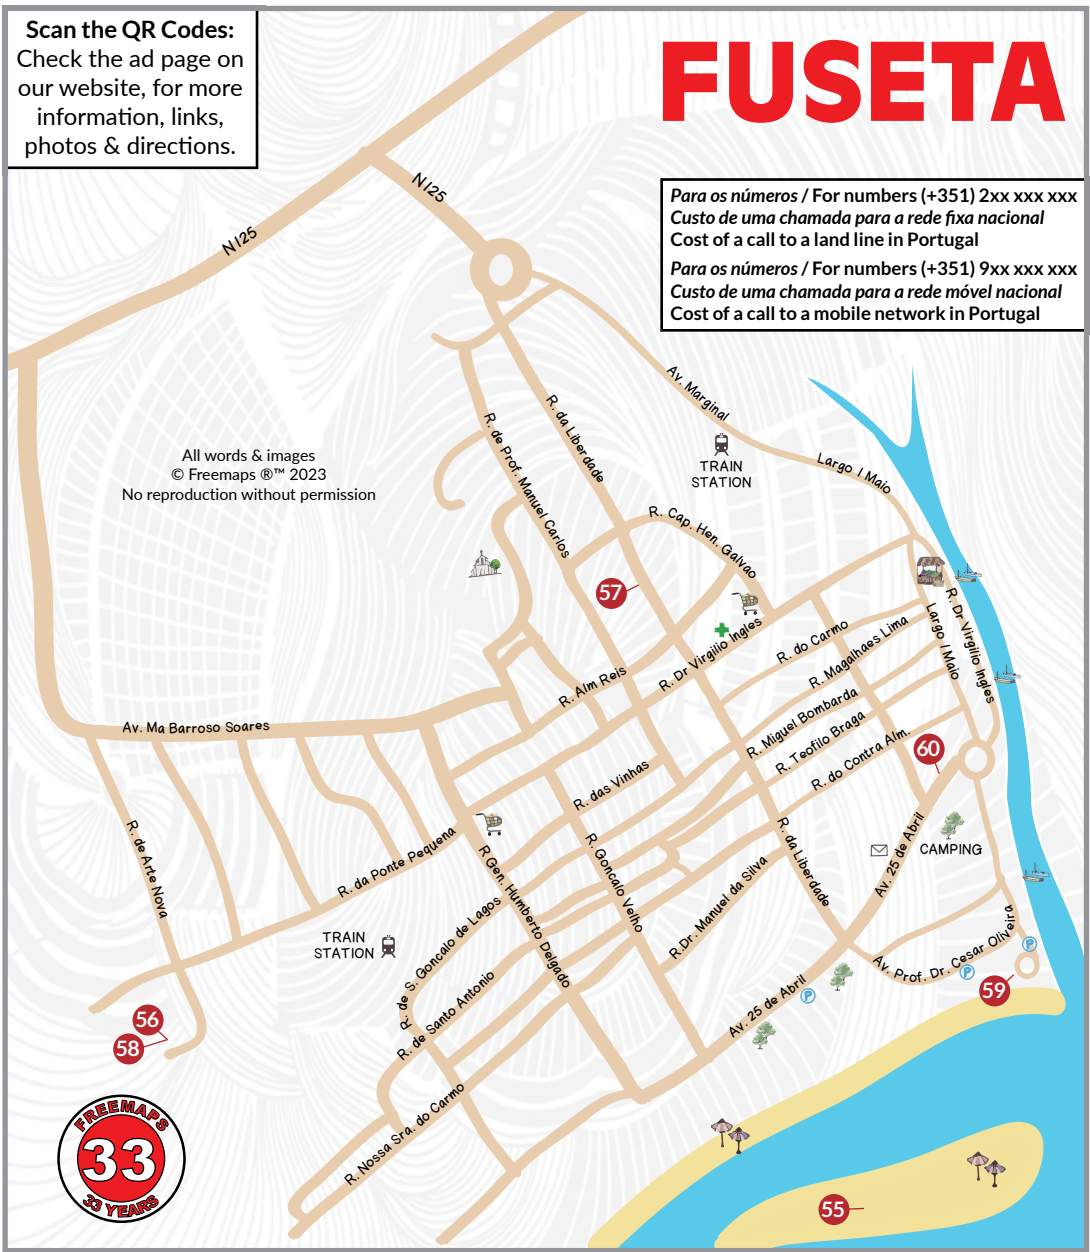 Scan the QR Codes:
Check the ad page on
our website, for more
information, links,
photos & directions.
FUSETA
Para os números / For numbers (+351) 2xx xxx xxx
Custo de uma chamada para a rede fixa nacional
Cost of a call to a land line in Portugal
Para os números / For numbers (+351) 9xx xxx xxx
Custo de uma chamada para a rede móvel nacional
Cost of a call to a mobile network in Portugal
N125
N125
Av. Marginal
R. da Liberdade
R. de Prof. Manuel Carlos
All words & images
© Freemaps ®™ 2023
No reproduction without permission
TRAIN
STATION
Largo 1 Maio
R. Cap. Hen. Galvao
57
R. Dr Virgilio Ingles
Largo 1 Maio
R. Dr Virgilio Ingles
R. do Carmo
R. Magalhaes Lima
R. Alm Reis
R. Miguel Bombarda
R. Teofilo Braga
R. do Contra Alm.
Av. Ma Barroso Soares
60
R. das Vinhas
R. de Arte Nova
R. da Ponte Pequena
R Gen. Humberto Delgado
R. Goncalo Velho
R. da Liberdade
Av. 25 de Abril
CAMPING
R.Dr. Manuel da Silva
R. de S. Goncalo de Lagos
TRAIN
STATION
R. de Santo Antonio
Av. Prof. Dr. Cesar Oliveira
P
P
P
59
Av. 25 de Abril
56
58
R. Nossa Sra. do Carmo
FREEMAPS
33
33 YEARS
55